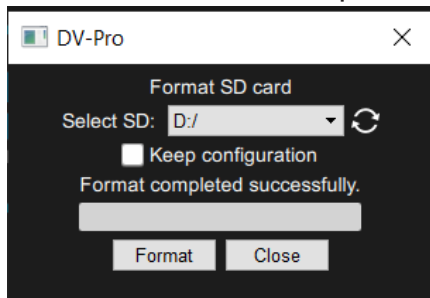 DV-Pro
Format SD card
Select SD: D:/
Keep configuration
Format completed successfully.
Format Close